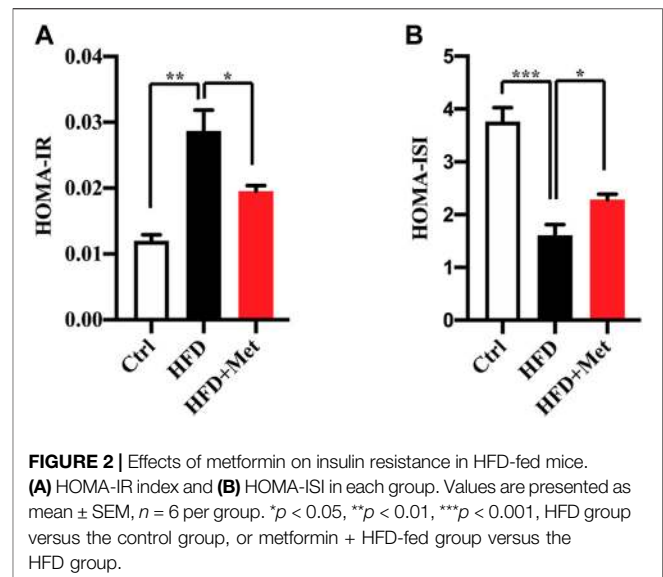 A
B
0.04
0.03
0.02
0.01
0.00
HOMA-IR
**
*
Ctrl
HFD
HFD+Met
5
4
3
2
1
0
HOMA-ISI
***
*
Ctrl
HFD
HFD+Met
FIGURE 2 | Effects of metformin on insulin resistance in HFD-fed mice.
(A) HOMA-IR index and (B) HOMA-ISI in each group. Values are presented as
mean ± SEM, n = 6 per group. *p < 0.05, **p < 0.01, ***p < 0.001, HFD group
versus the control group, or metformin + HFD-fed group versus the
HFD group.